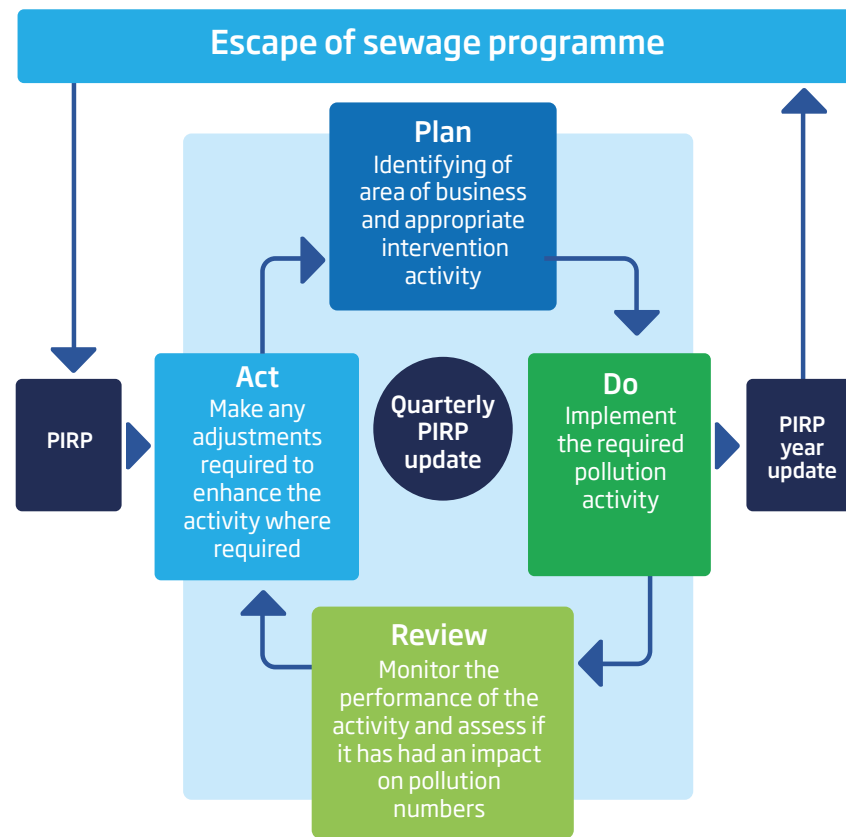 Escape of sewage programme
Plan
Identifying of
area of business
and appropriate
intervention
activity
PIRP
Act
Make any
adjustments
required to
enhance the
activity where
required
Quarterly
PIRP
update
Do
Implement
the required
pollution
activity
PIRP
year
update
Review
Monitor the
performance of the
activity and assess if
it has had an impact
on pollution
numbers